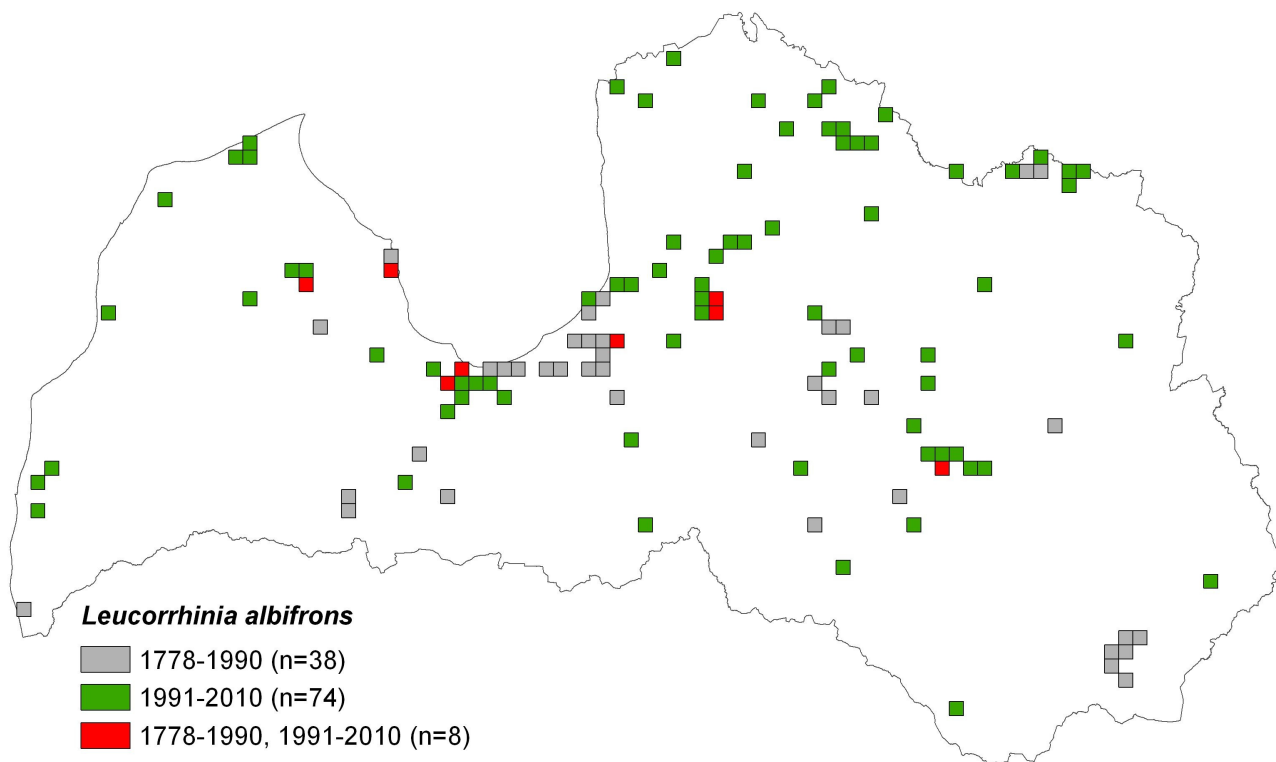 Leucorrhinia albifrons
1778-1990 (n=38)
1991-2010 (n=74)
1778-1990, 1991-2010 (n=8)